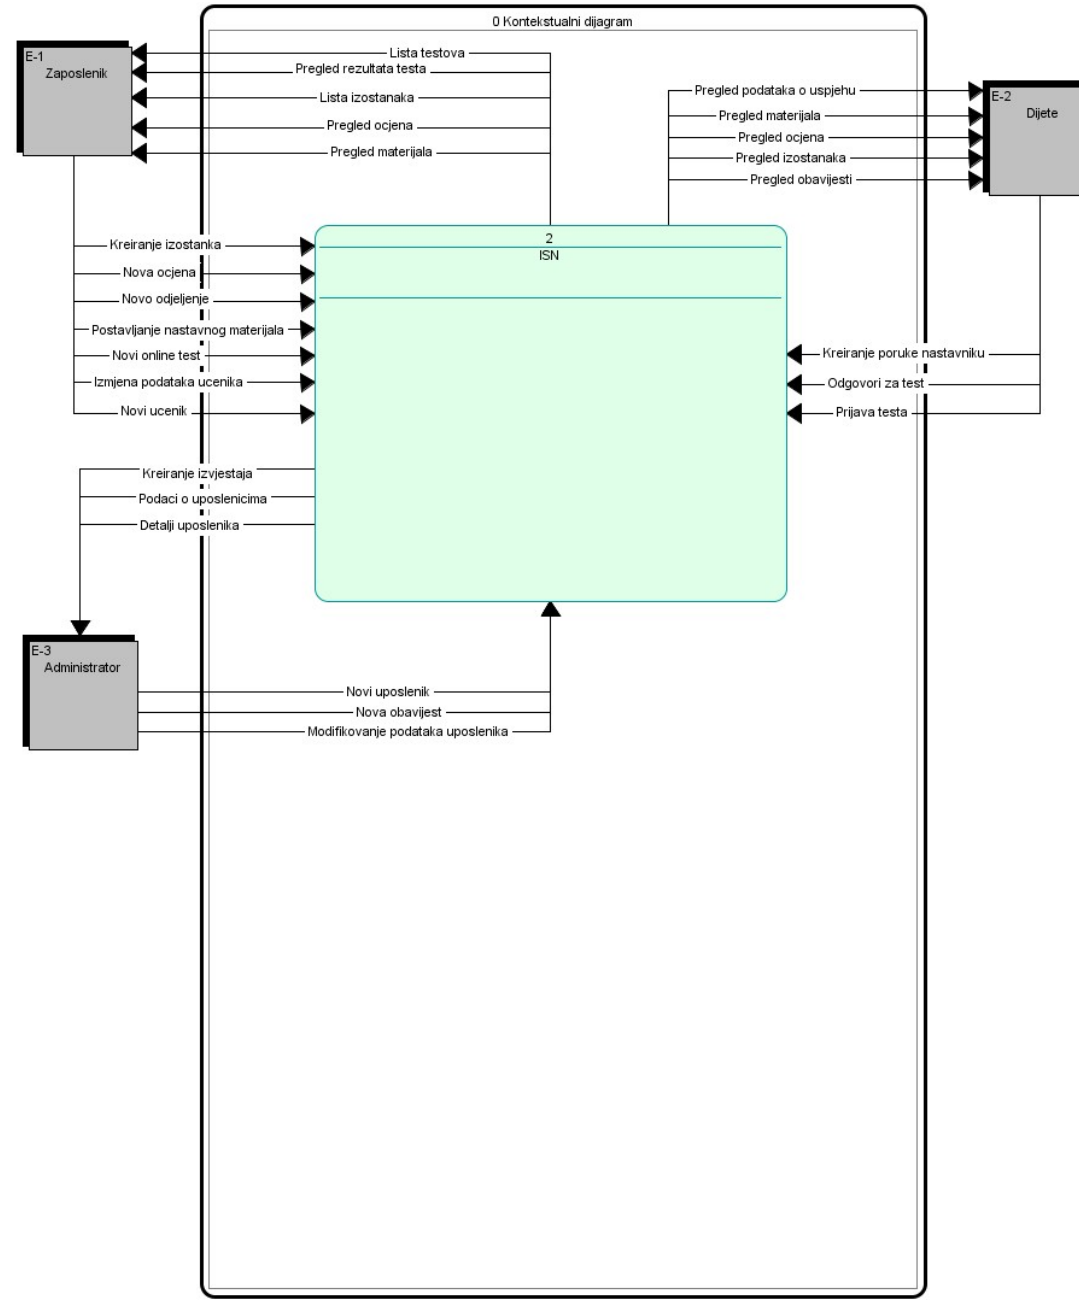 0 Kontekstualni dijagram
E-1
Zaposlenik
Lista testova
Pregled rezultata testa
Lista izostanaka
Pregled ocjena
Pregled materijala
Pregled podataka o uspjehu
Pregled materijala
Pregled ocjena
Pregled izostanaka
Pregled obavijesti
E-2
Dijete
2
ISN
Kreiranje izostanka
Nova ocjena
Novo odjeljenje
Postavljanje nastavnog materijala
Novi online test
Izmjena podataka ucenika
Novi ucenik
Kreiranje poruke nastavniku
Odgovori za test
Prijava testa
Kreiranje izvjestaja
Podaci o uposlenicima
Detalji uposlenika
E-3
Administrator
Novi uposlenik
Nova obavijest
Modifikovanje podataka uposlenika